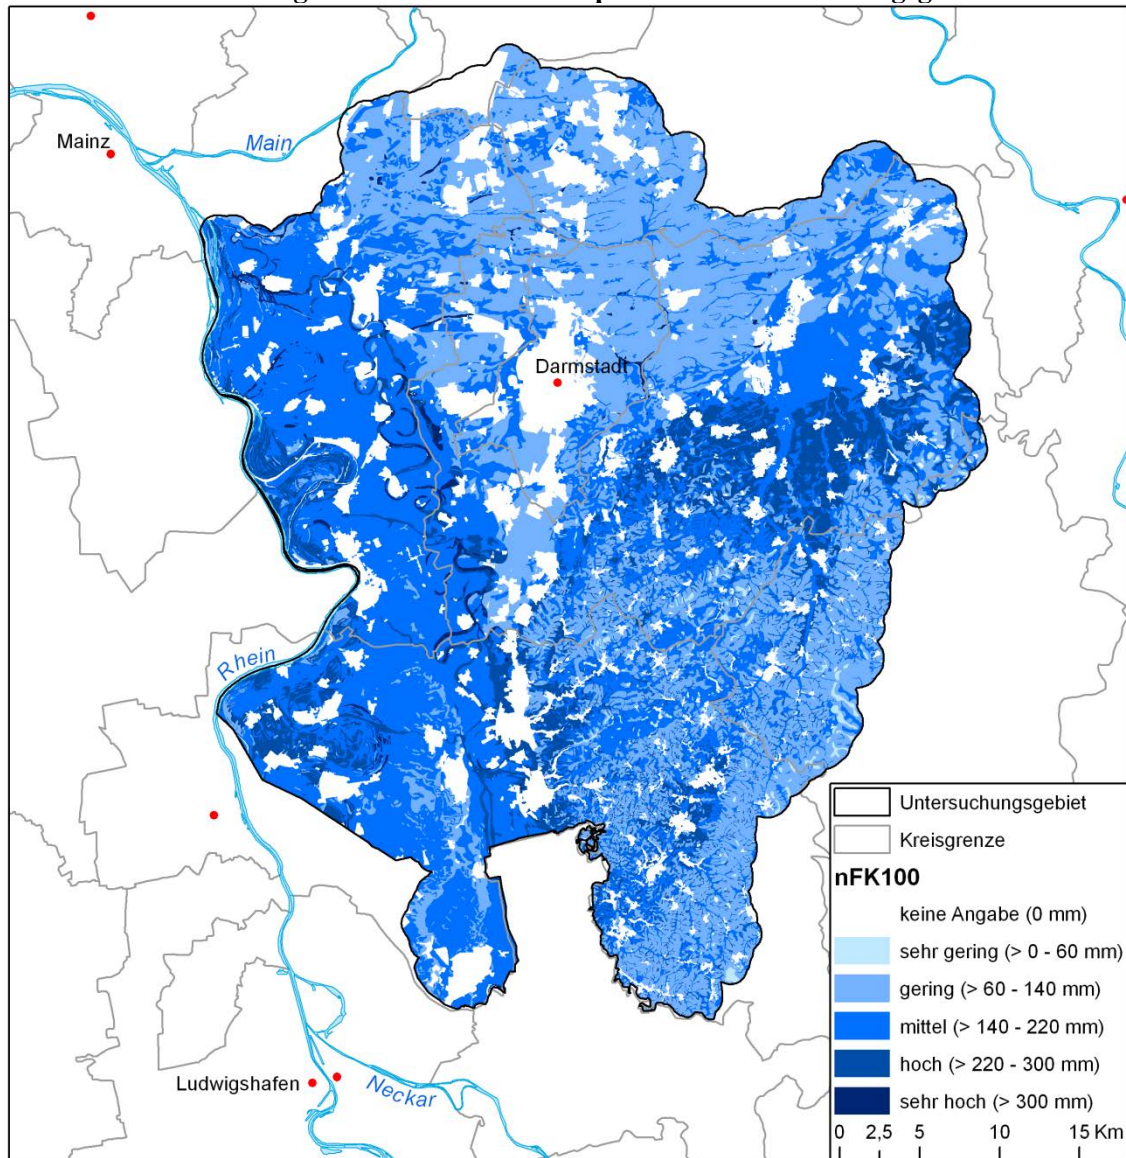 Main
Mainz
Darmstadt
Rhein
Untersuchungsgebiet
Kreisgrenze
nFK100
keine Angabe (0 mm)
sehr gering (> 0 - 60 mm)
gering (> 60 - 140 mm)
mittel (> 140 - 220 mm)
hoch (> 220 - 300 mm)
sehr hoch (> 300 mm)
0 2,5 5 10 15 Km
Ludwigshafen
Neckar